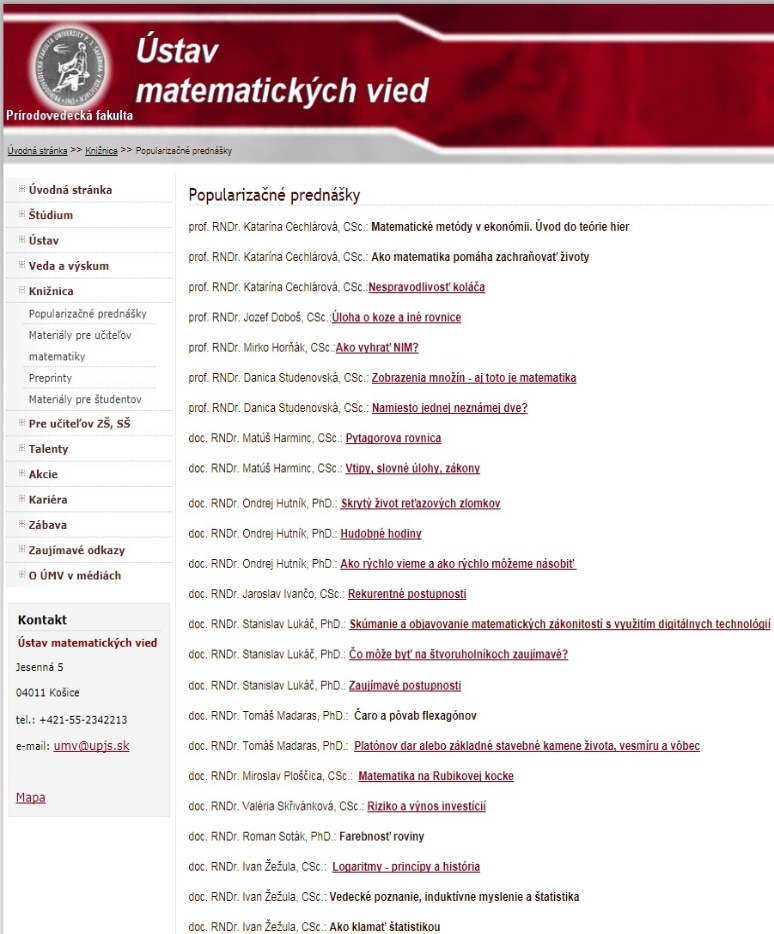 Ústav
matematických vied
Prírodovedecká fakulta
Úvodná stránka >> Knižnica >> Popularizačné prednášky
Úvodná stránka
Štúdium
Ústav
Veda a výskum
Knižnica
Popularizačné prednášky
Materiály pre učiteľov
matematiky
Preprinty
Materiály pre študentov
Pre učiteľov ZŠ, SŠ
Talenty
Akcie
Kariéra
Zábava
Zaujímavé odkazy
O ÚMV v médiách
Kontakt
Ústav matematických vied
Jesenná 5
04011 Košice
tel.: +421-55-2342213
e-mail: umv@upjs.sk
Mapa
Popularizačné prednášky
prof. RNDr. Katarína Cechlárová, CSc.: Matematické metódy v ekonómii. Úvod do teórie hier
prof. RNDr. Katarína Cechlárová, CSc.: Ako matematika pomáha zachraňovať životy
prof. RNDr. Katarína Cechlárová, CSc.:Nespravodlivosť koláča
prof. RNDr. Jozef Doboš, CSc.:Úloha o koze a iné rovnice
prof. RNDr. Mirko Horňák, CSc.:Ako vyhrať NIM?
prof. RNDr. Danica Studenovská, CSc.: Zobrazenia množín - aj toto je matematika
prof. RNDr. Danica Studenovská, CSc.: Namiesto jednej neznámej dve?
doc. RNDr. Matúš Harminc, CSc.: Pytagorova rovnica
doc. RNDr. Matúš Harminc, CSc.: Vtipy, slovné úlohy, zákony
doc. RNDr. Ondrej Hutník, PhD.: Skrytý život reťazových zlomkov
doc. RNDr. Ondrej Hutník, PhD.: Hudobné hodiny
doc. RNDr. Ondrej Hutník, PhD.: Ako rýchlo vieme a ako rýchlo môžeme násobiť
doc. RNDr. Jaroslav Ivančo, CSc.: Rekurentné postupnosti
doc. RNDr. Stanislav Lukáč, PhD.: Skúmanie a objavovanie matematických zákonitostí s využitím digitálnych technológií
doc. RNDr. Stanislav Lukáč, PhD.: Čo môže byť na štvoruholníkoch zaujímavé?
doc. RNDr. Stanislav Lukáč, PhD.: Zaujímavé postupnosti
doc. RNDr. Tomáš Madaras, PhD.: Čaro a pôvab flexagónov
doc. RNDr. Tomáš Madaras, PhD.: Platónov dar alebo základné stavebné kamene života, vesmíru a vôbec
doc. RNDr. Miroslav Ploščica, CSc.: Matematika na Rubikovej kocke
doc. RNDr. Valéria Skřivánková, CSc.: Riziko a výnos investícií
doc. RNDr. Roman Soták, PhD.: Farebnosť roviny
doc. RNDr. Ivan Žežula, CSc.: Logaritmy - princípy a história
doc. RNDr. Ivan Žežula, CSc.: Vedecké poznanie, induktívne myslenie a štatistika
doc. RNDr. Ivan Žežula, CSc.: Ako klamať štatistikou